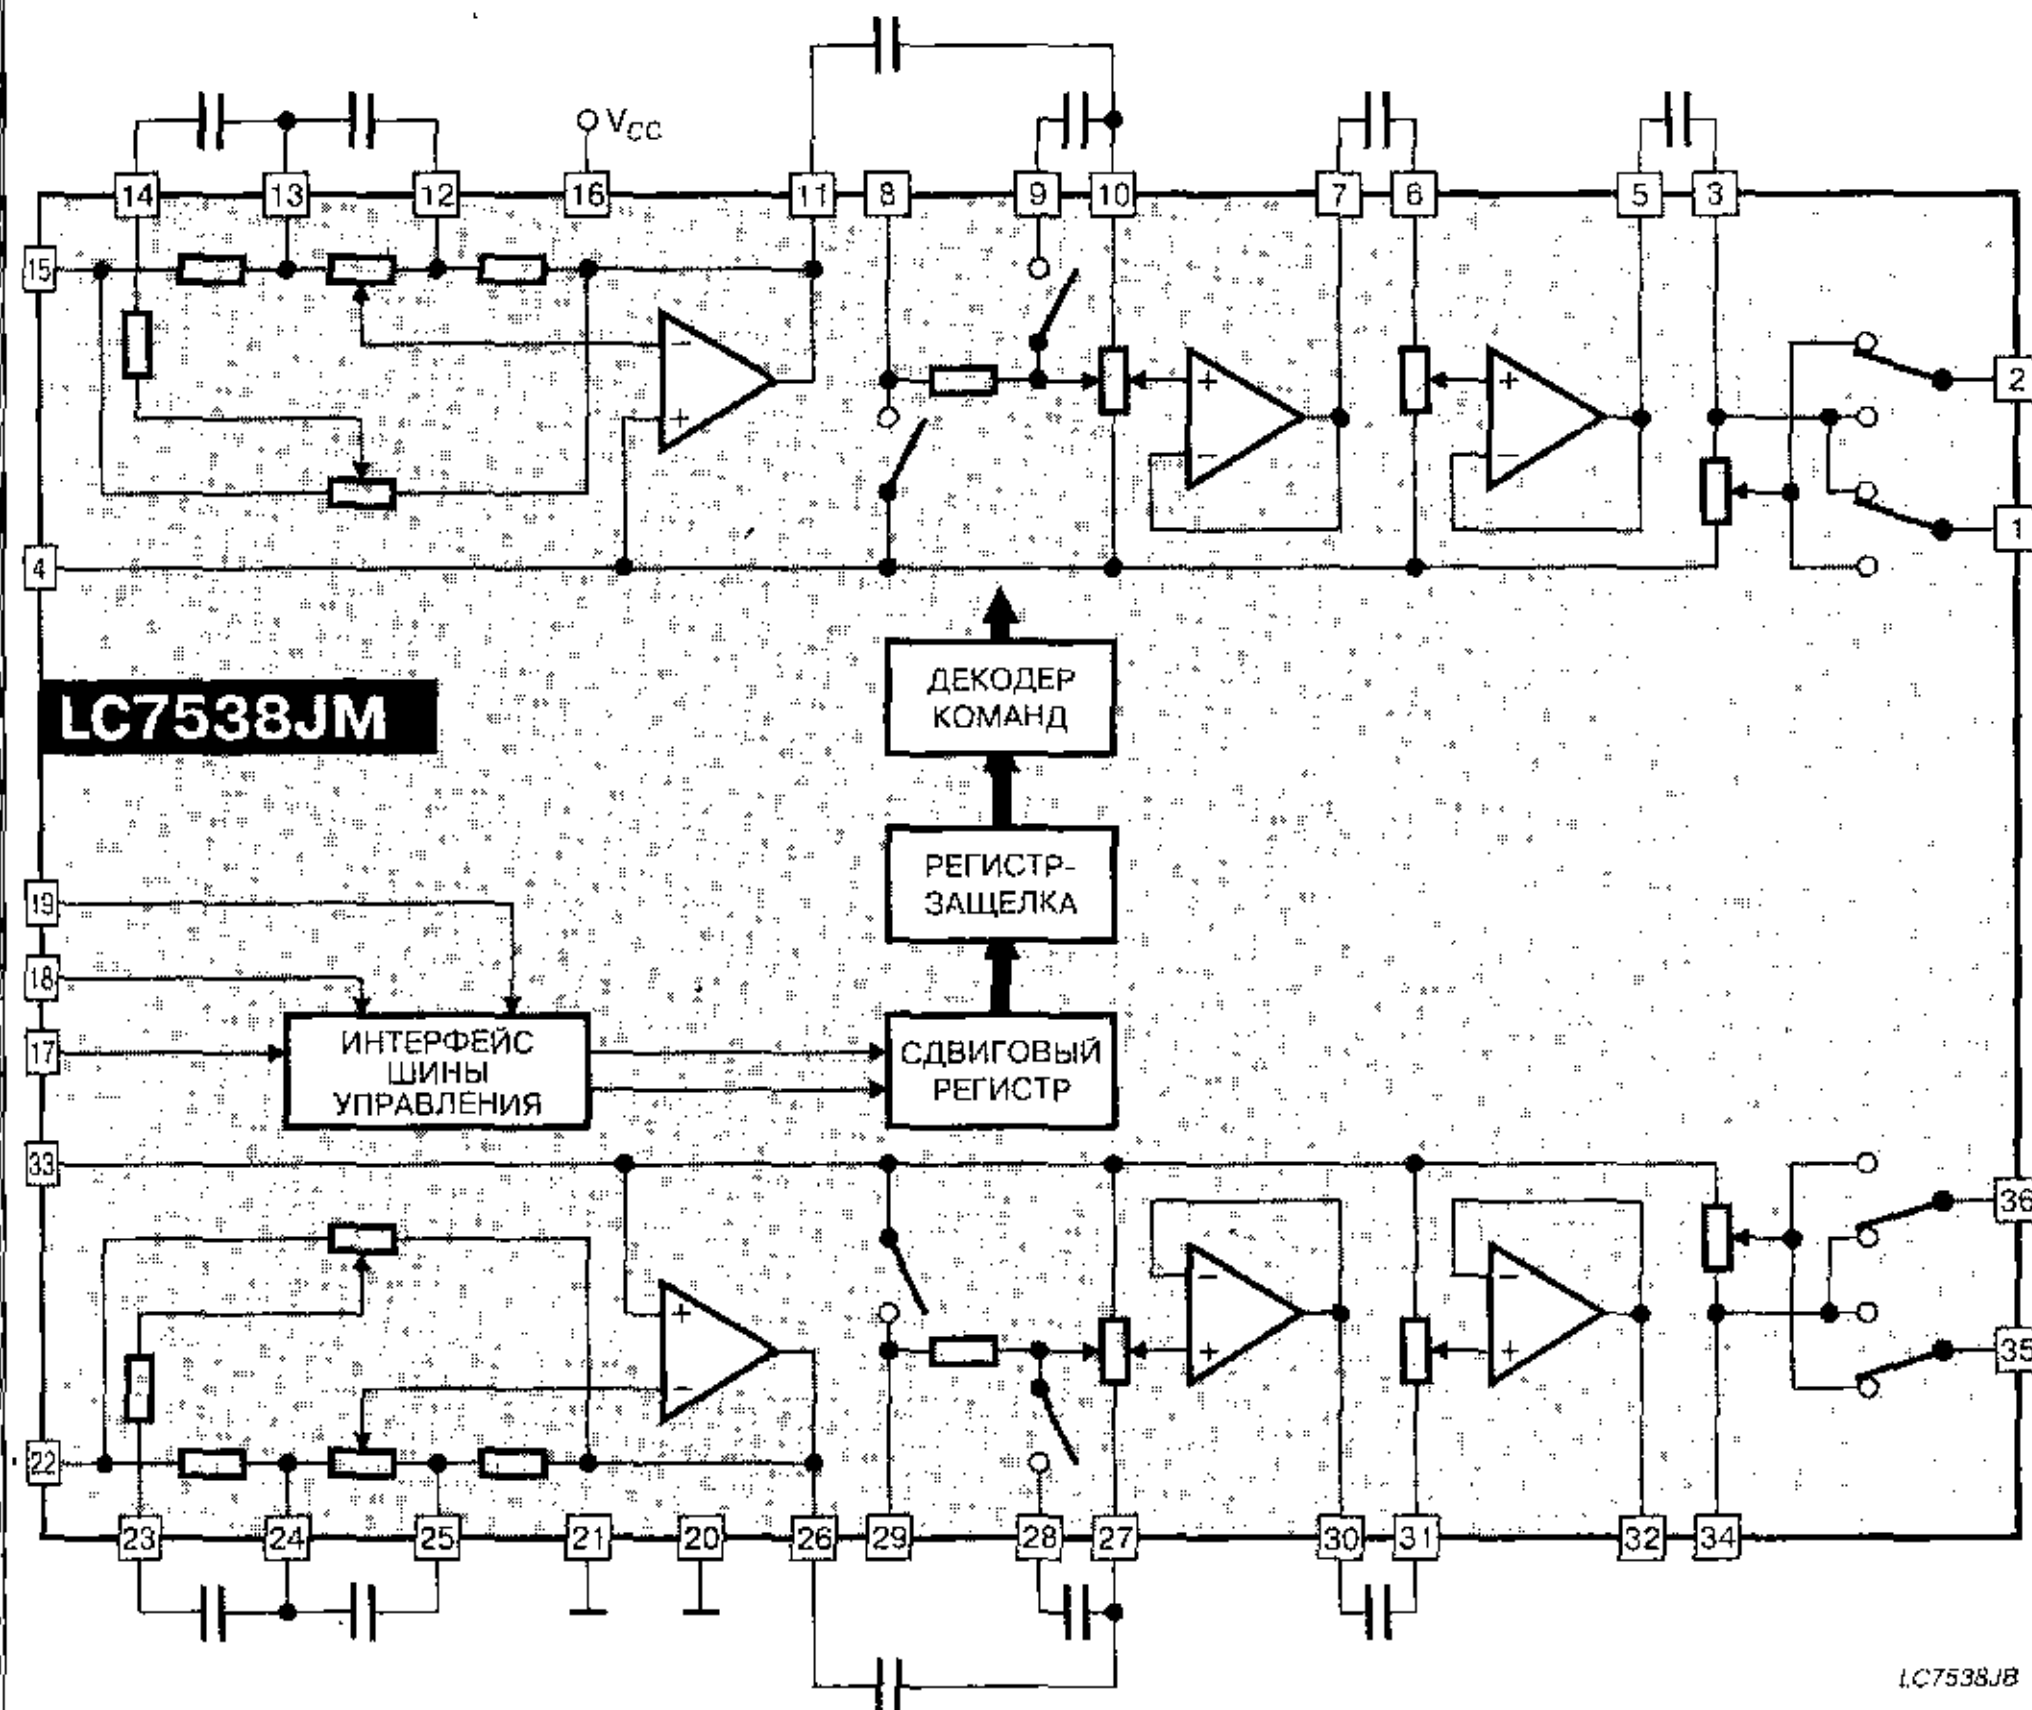 V_CC
14 13 12 16 11 8 9 10 7 6 5 3
15
2
1
4
ДЕКОДЕР
КОМАНД
LC7538JM
РЕГИСТР-
ЗАЩЕЛКА
19
18
17
ИНТЕРФЕЙС
ШИНЫ
УПРАВЛЕНИЯ
СДВИГОВЫЙ
РЕГИСТР
33
36
35
22
23 24 25 21 20 26 29 28 27 30 31 32 34
LC7538JB